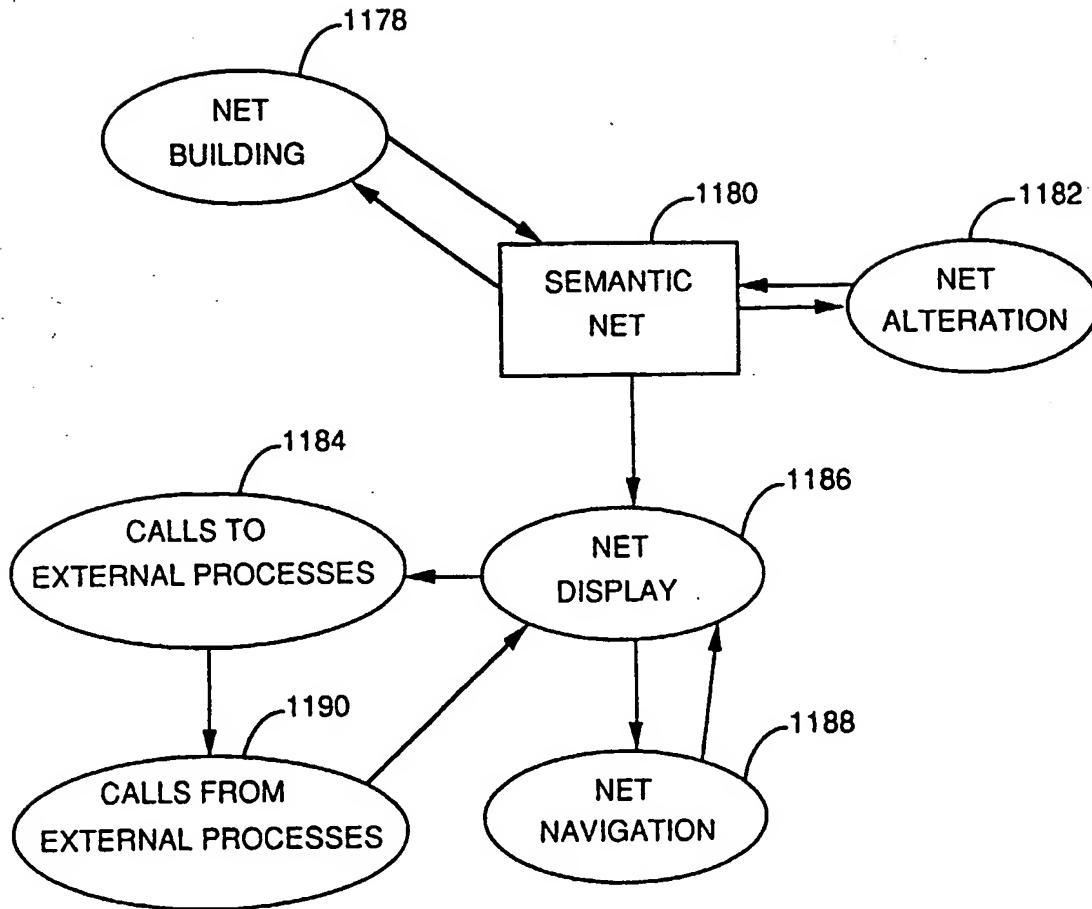 1178
NET
BUILDING
1180
SEMANTIC
NET
1182
NET
ALTERATION
1184
CALLS TO
EXTERNAL PROCESSES
1186
NET
DISPLAY
1190
CALLS FROM
EXTERNAL PROCESSES
1188
NET
NAVIGATION